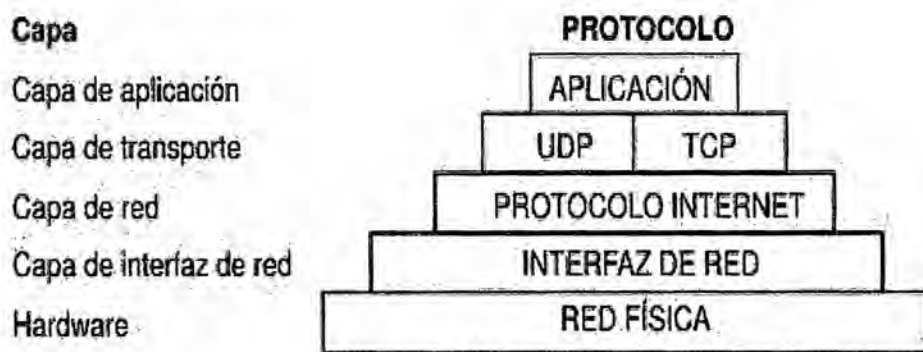 Capa PROTOCOLO
Capa de aplicación APLICACIÓN
Capa de transporte UDP TCP
Capa de red PROTOCOLO INTERNET
Capa de interfaz de red INTERFAZ DE RED
Hardware RED FÍSICA